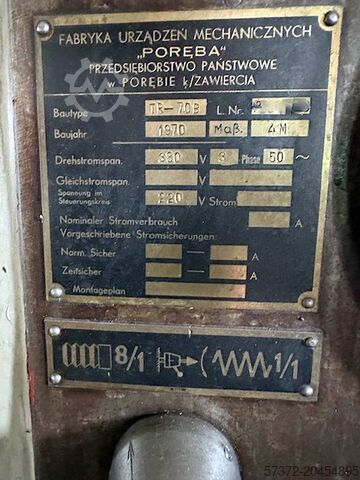 FABRYKA URZĄDZEŃ MECHANICZNYCH
„PORĘBA"
PRZEDSIĘBIORSTWO PAŃSTWOWE
w PORĘBIE k/ZAWIERCIA
Bautype TR-70B L. Nr.
Baujahr 1970 Maß. 4M
Drehstromspan. 380 V 3 Phase 50 ~
Gleichstromspan. V
Spannung im
Steuerungskreis 220 V Strom
Nominaler Stromverbrauch A
Vorgeschriebene Stromsicherungen:
Norm. Sicher — A
Zeitsicher — A
Montageplan
8/1 1/1
57372-20454895